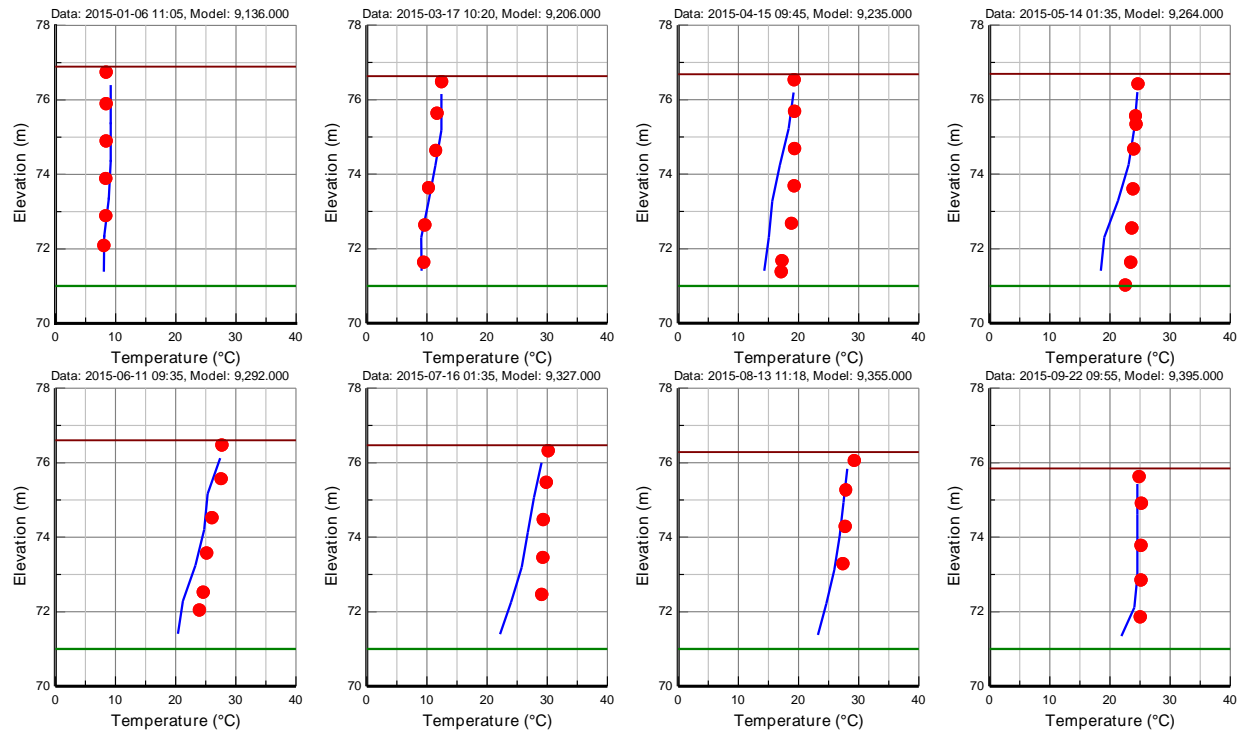 Data: 2015-01-06 11:05, Model: 9,136.000
78
76
74
72
70
Elevation (m)
0 10 20 30 40
Temperature (°C)
Data: 2015-03-17 10:20, Model: 9,206.000
78
76
74
72
70
Elevation (m)
0 10 20 30 40
Temperature (°C)
Data: 2015-04-15 09:45, Model: 9,235.000
78
76
74
72
70
Elevation (m)
0 10 20 30 40
Temperature (°C)
Data: 2015-05-14 01:35, Model: 9,264.000
78
76
74
72
70
Elevation (m)
0 10 20 30 40
Temperature (°C)
Data: 2015-06-11 09:35, Model: 9,292.000
78
76
74
72
70
Elevation (m)
0 10 20 30 40
Temperature (°C)
Data: 2015-07-16 01:35, Model: 9,327.000
78
76
74
72
70
Elevation (m)
0 10 20 30 40
Temperature (°C)
Data: 2015-08-13 11:18, Model: 9,355.000
78
76
74
72
70
Elevation (m)
0 10 20 30 40
Temperature (°C)
Data: 2015-09-22 09:55, Model: 9,395.000
78
76
74
72
70
Elevation (m)
0 10 20 30 40
Temperature (°C)